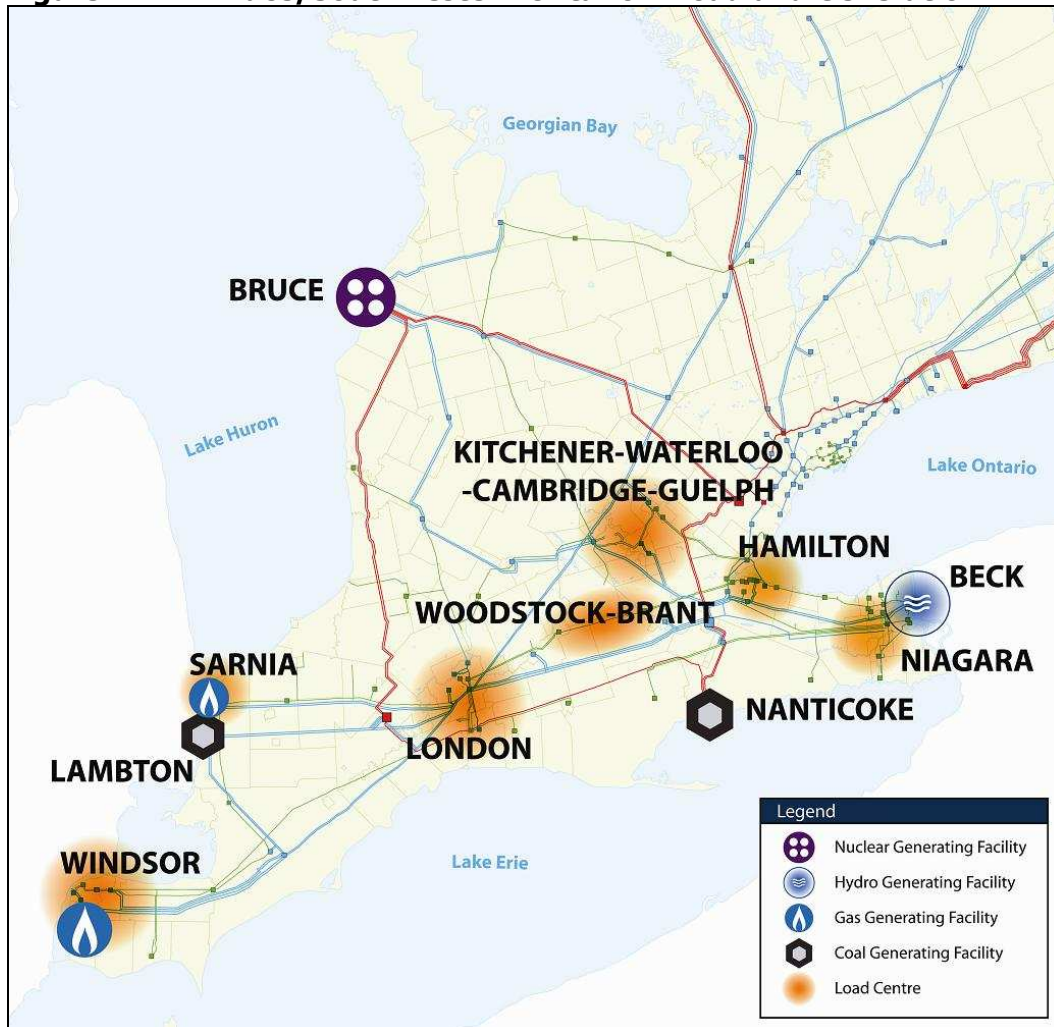 Georgian Bay
BRUCE
Lake Huron
KITCHENER-WATERLOO
-CAMBRIDGE-GUELPH
Lake Ontario
HAMILTON
BECK
WOODSTOCK-BRANT
SARNIA
NIAGARA
NANTICOKE
LONDON
LAMBTON
WINDSOR
Lake Erie
Legend
Nuclear Generating Facility
Hydro Generating Facility
Gas Generating Facility
Coal Generating Facility
Load Centre